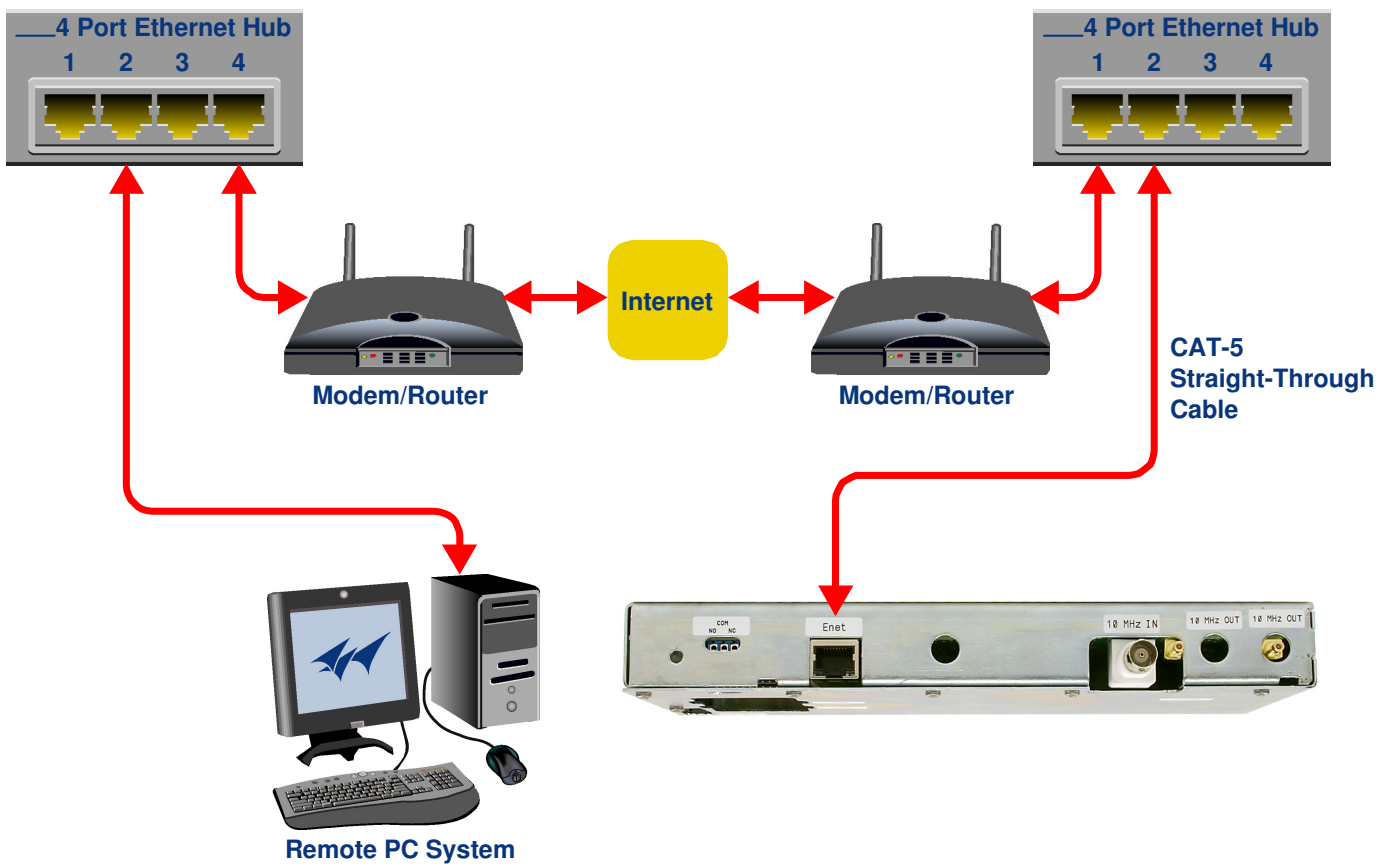 4 Port Ethernet Hub
1 2 3 4
4 Port Ethernet Hub
1 2 3 4
Internet
Modem/Router
Modem/Router
CAT-5
Straight-Through
Cable
COM
NO NC
Enet
10 MHz IN
10 MHz OUT
10 MHz OUT
Remote PC System